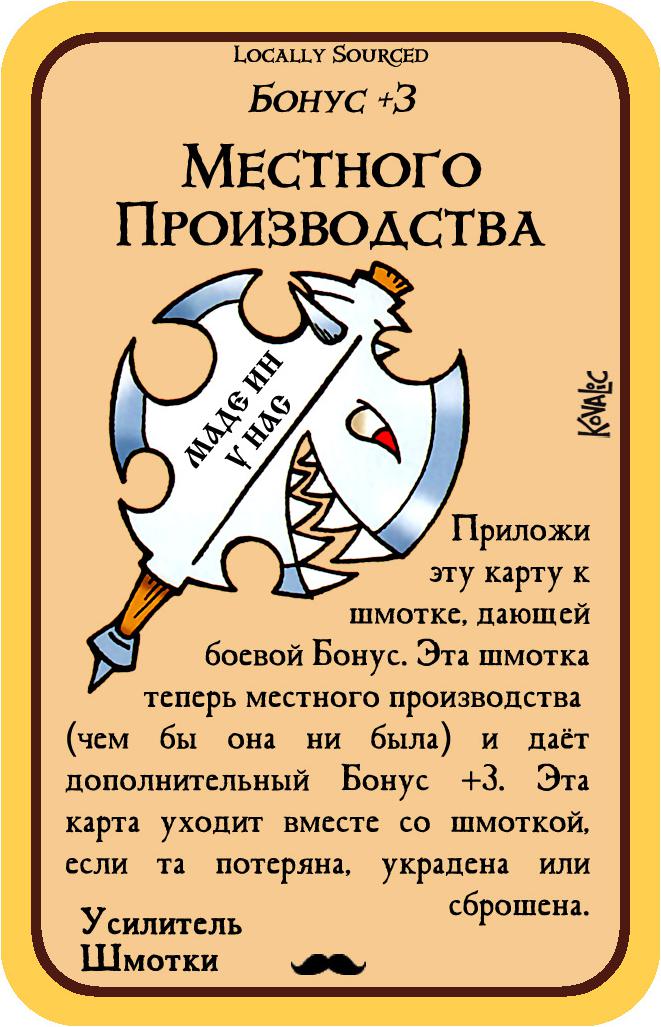 Locally Sourced
Бонус +3
Местного
Производства
маде ин
у нас
Kovalic
Приложи
эту карту к
шмотке, дающей
боевой Бонус. Эта шмотка
теперь местного производства
(чем бы она ни была) и даёт
дополнительный Бонус +3. Эта
карта уходит вместе со шмоткой,
если та потеряна, украдена или
сброшена.
Усилитель
Шмотки